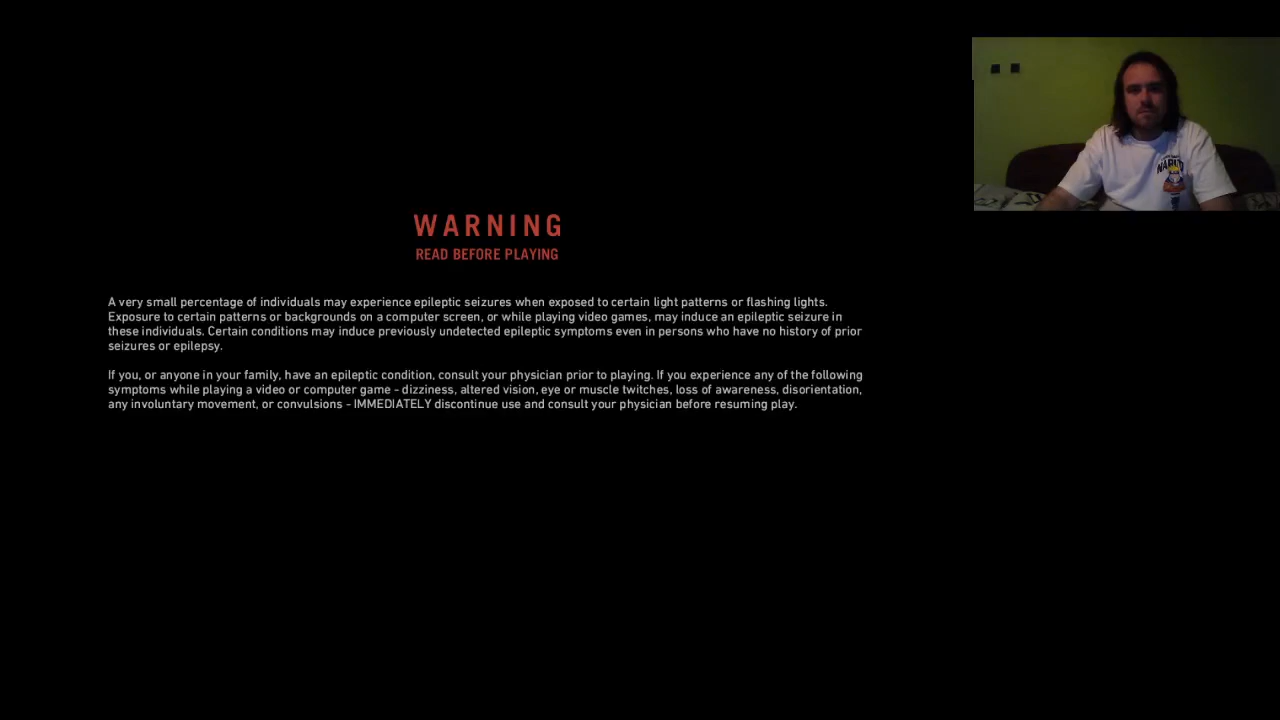 WARNING
READ BEFORE PLAYING
A very small percentage of individuals may experience epileptic seizures when exposed to certain light patterns or flashing lights.
Exposure to certain patterns or backgrounds on a computer screen, or while playing video games, may induce an epileptic seizure in
these individuals. Certain conditions may induce previously undetected epileptic symptoms even in persons who have no history of prior
seizures or epilepsy.
If you, or anyone in your family, have an epileptic condition, consult your physician prior to playing. If you experience any of the following
symptoms while playing a video or computer game - dizziness, altered vision, eye or muscle twitches, loss of awareness, disorientation,
any involuntary movement, or convulsions - IMMEDIATELY discontinue use and consult your physician before resuming play.
NARUTO